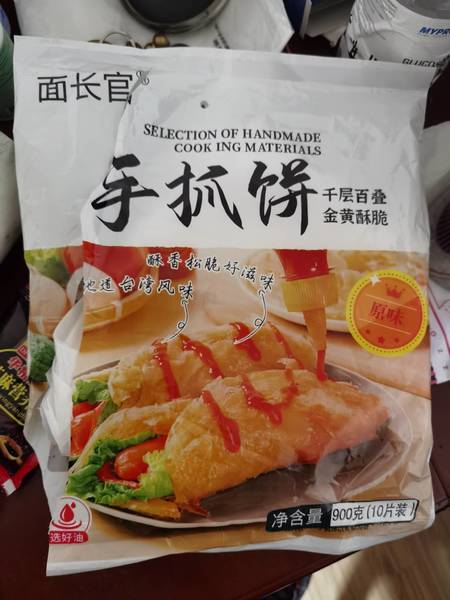 面长官
SELECTION OF HANDMADE
COOK ING MATERIALS
手抓饼
千层百叠
金黄酥脆
酥香松脆好滋味
地道台湾风味
原味
选好油
净含量
900克(10片装)
MYPRO
GLUCOS